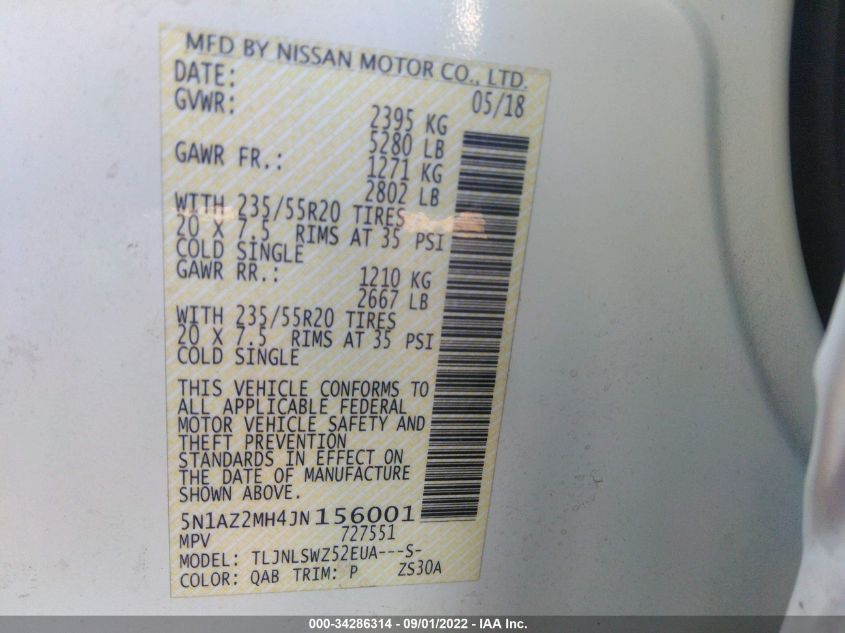 MFD BY NISSAN MOTOR CO., LTD.
DATE: 05/18
GVWR: 2395 KG
5280 LB
GAWR FR.: 1271 KG
2802 LB
WITH 235/55R20 TIRES
20 X 7.5 RIMS AT 35 PSI
COLD SINGLE
GAWR RR.: 1210 KG
2667 LB
WITH 235/55R20 TIRES
20 X 7.5 RIMS AT 35 PSI
COLD SINGLE
THIS VEHICLE CONFORMS TO
ALL APPLICABLE FEDERAL
MOTOR VEHICLE SAFETY AND
THEFT PREVENTION
STANDARDS IN EFFECT ON
THE DATE OF MANUFACTURE
SHOWN ABOVE.
5N1AZ2MH4JN156001
MPV 727551
MODEL: TLJNLSWZ52EUA---S-
COLOR: QAB TRIM: P ZS30A
000-34286314 - 09/01/2022 - IAA Inc.